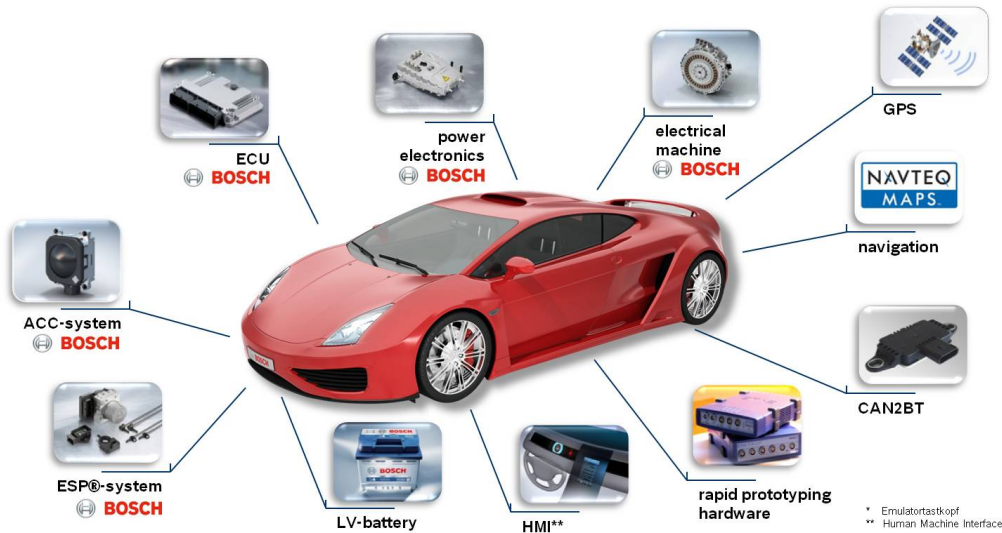 ECU
BOSCH
power
electronics
BOSCH
electrical
machine
BOSCH
GPS
NAVTEQ
MAPS
navigation
ACC-system
BOSCH
BOSCH
CAN2BT
ESP®-system
BOSCH
BOSCH
LV-battery
HMI**
rapid prototyping
hardware
* Emulatortastkopf
** Human Machine Interface